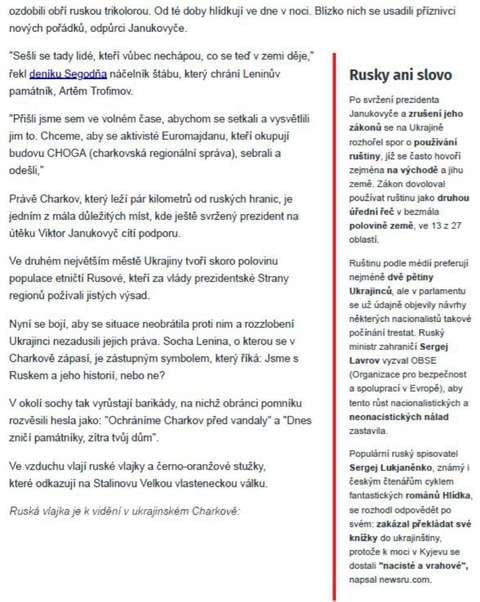 ozdobili obří ruskou trikolorou. Od té doby hlídkují ve dne v noci. Blízko nich se usadili příznivci
nových pořádků, odpůrci Janukovyče.
"Sešli se tady lidé, kteří vůbec nechápou, co se teď v zemi děje,"
řekl deníku Segodňa náčelník štábu, který chrání Leninův
památník, Artěm Trofimov.
"Přišli jsme sem ve volném čase, abychom se setkali a vysvětlili
jim to. Chceme, aby se aktivisté Euromajdanu, kteří okupují
budovu CHOGA (charkovská regionální správa), sebrali a
odešli,"
Právě Charkov, který leží pár kilometrů od ruských hranic, je
jedním z mála důležitých míst, kde ještě svržený prezident na
útěku Viktor Janukovyč cítí podporu.
Ve druhém největším městě Ukrajiny tvoří skoro polovinu
populace etničtí Rusové, kteří za vlády prezidentské Strany
regionů požívali jistých výsad.
Nyní se bojí, aby se situace neobrátila proti nim a rozzlobení
Ukrajinci nezadusili jejich práva. Socha Lenina, o kterou se v
Charkově zápasí, je zástupným symbolem, který říká: Jsme s
Ruskem a jeho historií, nebo ne?
V okolí sochy tak vyrůstají barikády, na nichž obránci pomníku
rozvěsili hesla jako: "Ochráníme Charkov před vandaly" a "Dnes
zničí památníky, zítra tvůj dům".
Ve vzduchu vlají ruské vlajky a černo-oranžové stužky,
které odkazují na Stalinovu Velkou vlasteneckou válku.
Ruská vlajka je k vidění v ukrajinském Charkově:
Rusky ani slovo
Po svržení prezidenta
Janukovyče a zrušení jeho
zákonů se na Ukrajině
rozhořel spor o používání
ruštiny, jíž se často hovoří
zejména na východě a jihu
země. Zákon dovoloval
používat ruštinu jako druhou
úřední řeč v bezmála
polovině země, ve 13 z 27
oblastí.
Ruštinu podle médií preferují
nejméně dvě pětiny
Ukrajinců, ale v parlamentu
se už údajně objevily návrhy
některých nacionalistů takové
počínání trestat. Ruský
ministr zahraničí Sergej
Lavrov vyzval OBSE
(Organizace pro bezpečnost
a spoluprací v Evropě), aby
tento růst nacionalistických a
neonacistických nálad
zastavila.
Populární ruský spisovatel
Sergej Lukjaněnko, známý i
českým čtenářům cyklem
fantastických románů Hlídka,
se rozhodl odpovědět po
svém: zakázal překládat své
knížky do ukrajinštiny,
protože k moci v Kyjevu se
dostali "nacisté a vrahové",
napsal newsru.com.